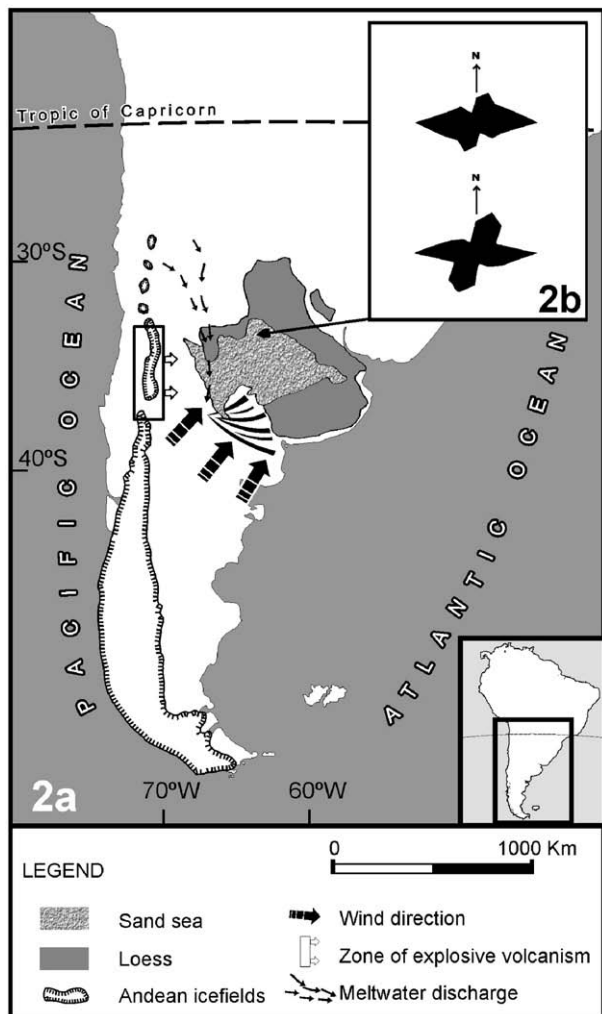 N
Tropic of Capricorn
N
30ºS
2b
40ºS
PACIFIC OCEAN
ATLANTIC OCEAN
2a
70ºW
60ºW
0
1000 Km
LEGEND
Sand sea
Wind direction
Loess
Zone of explosive volcanism
Andean icefields
Meltwater discharge